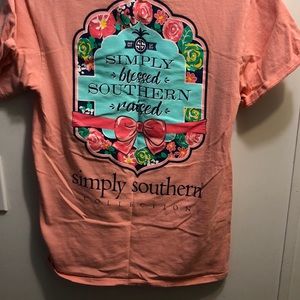 SIMPLY
blessed
SOUTHERN
raised
simply southern
COLLECTION